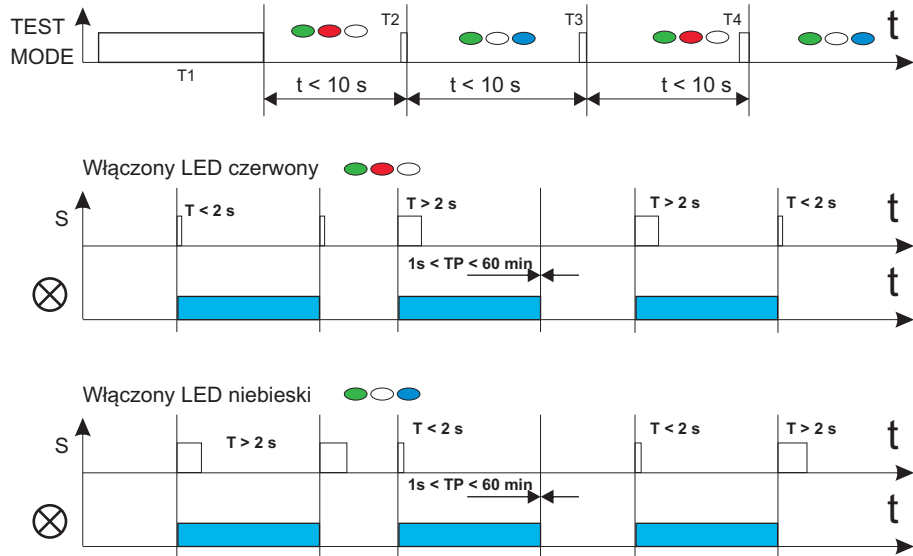 TEST MODE
T1
T2
T3
T4
t
t < 10 s
t < 10 s
t < 10 s
Włączony LED czerwony
S
T < 2 s
T > 2 s
T > 2 s
T < 2 s
t
1s < TP < 60 min
t
Włączony LED niebieski
S
T > 2 s
T < 2 s
T < 2 s
T > 2 s
t
1s < TP < 60 min
t